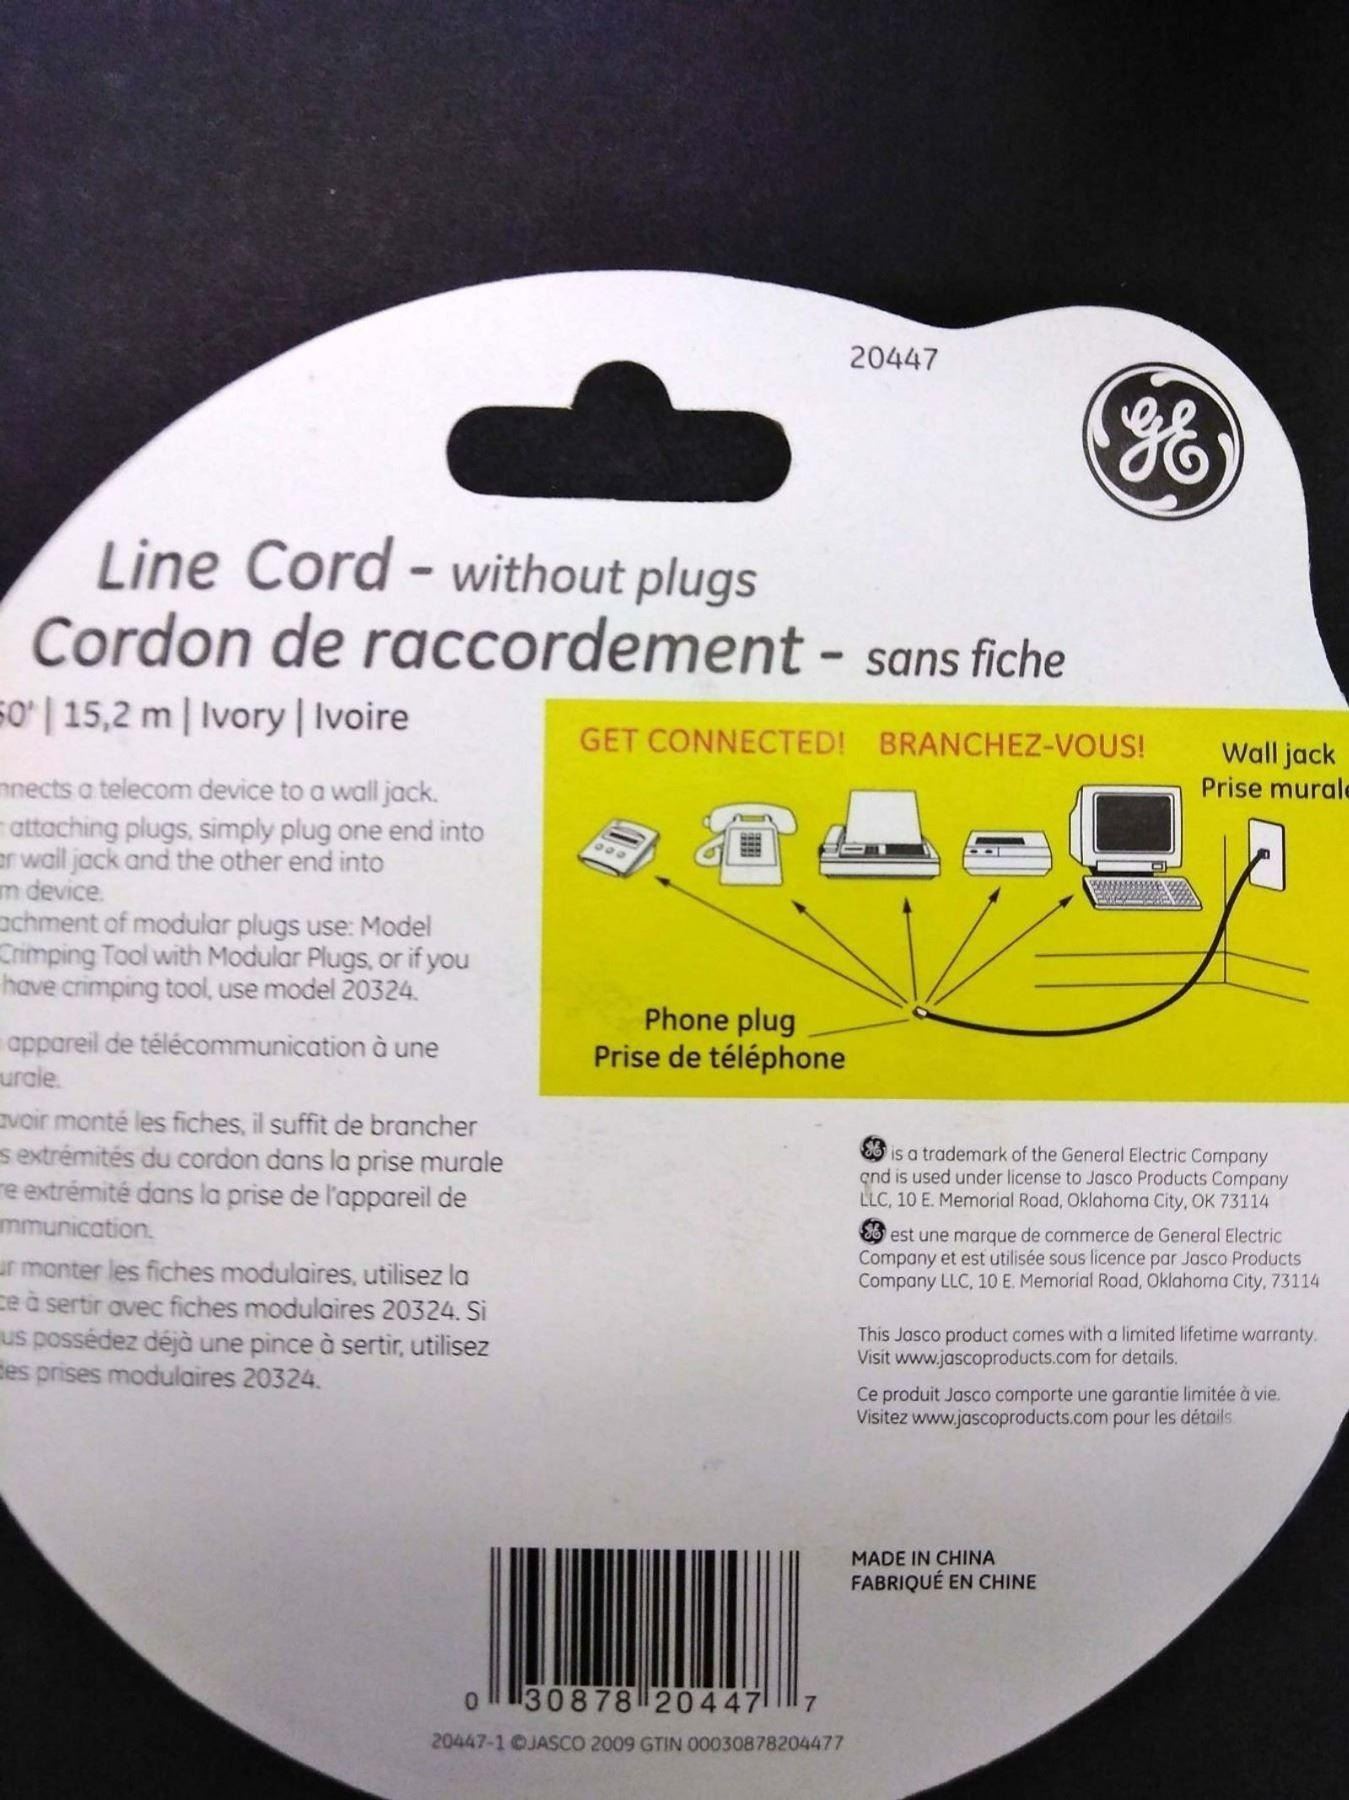 20447
GE
Line Cord - without plugs
Cordon de raccordement - sans fiche
15,2 m | Ivory | Ivoire
a telecom device to a wall jack.
attaching plugs, simply plug one end into
wall jack and the other end into
device.
of modular plugs use: Model
Crimping Tool with Modular Plugs, or if you
have crimping tool, use model 20324.
appareil de télécommunication à une
monté les fiches, il suffit de brancher
extrémités du cordon dans la prise murale
extrémité dans la prise de l'appareil de
monter les fiches modulaires, utilisez la
à sertir avec fiches modulaires 20324. Si
possédez déjà une pince à sertir, utilisez
prises modulaires 20324.
GET CONNECTED! BRANCHEZ-VOUS!
Wall jack
Prise murale
Phone plug
Prise de téléphone
GE is a trademark of the General Electric Company
and is used under license to Jasco Products Company
LLC, 10 E. Memorial Road, Oklahoma City, OK 73114
GE est une marque de commerce de General Electric
Company et est utilisée sous licence par Jasco Products
Company LLC, 10 E. Memorial Road, Oklahoma City, 73114
This Jasco product comes with a limited lifetime warranty.
Visit www.jascoproducts.com for details.
Ce produit Jasco comporte une garantie limitée à vie.
Visitez www.jascoproducts.com pour les détails.
MADE IN CHINA
FABRIQUÉ EN CHINE
0 30878 20447 7
20447-1 ©JASCO 2009 GTIN 00030878204477